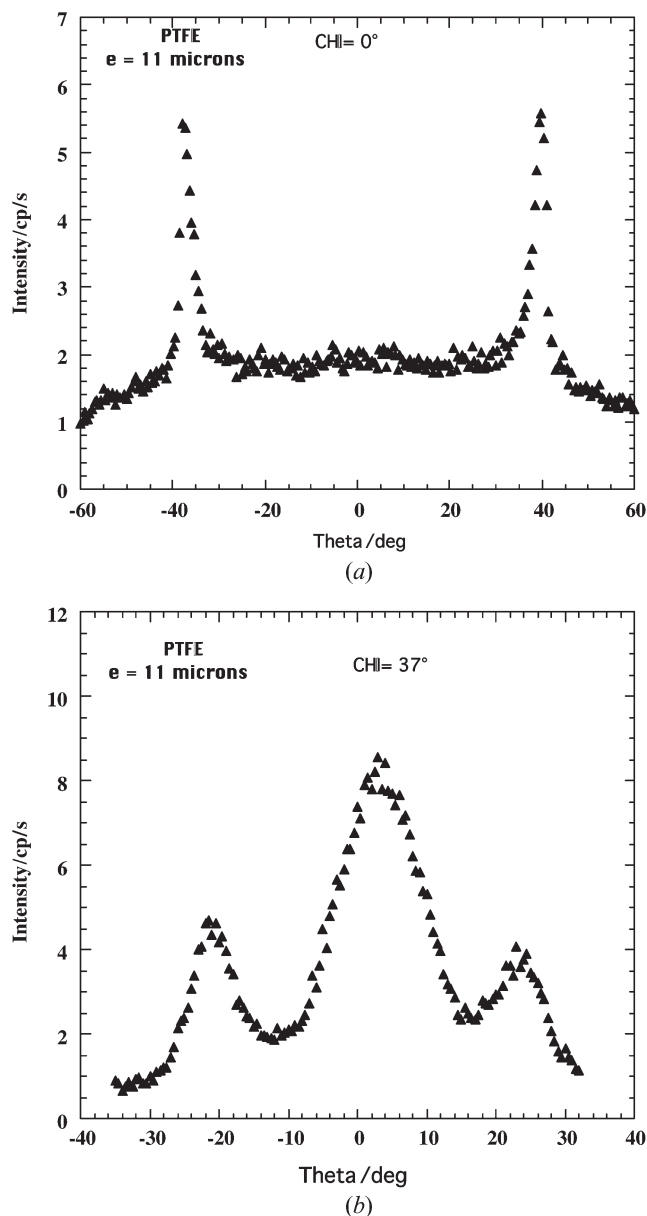 7
PTFE
e = 11 microns
CHI= 0°
6
5
4
3
2
1
0
Intensity/cp/s
-60 -40 -20 0 20 40 60
Theta/deg
(a)
12
PTFE
e = 11 microns
CHI= 37°
10
8
6
4
2
0
Intensity/cp/s
-40 -30 -20 -10 0 10 20 30 40
Theta/deg
(b)